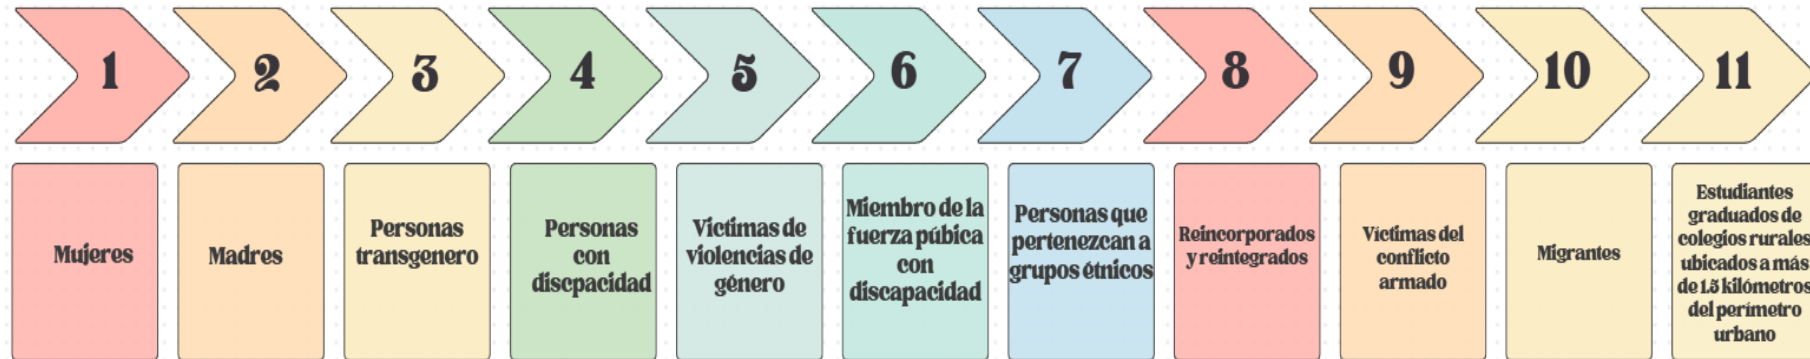 1
2
3
4
5
6
7
8
9
10
11
Mujeres
Madres
Personas
transgenero
Personas
con
discpacidad
Victimas de
violencias de
género
Miembro de la
fuerza púbica
con
discapacidad
Personas que
pertenezcan a
grupos étnicos
Reincorporados
y reintegrados
Víctimas del
conflicto
armado
Migrantes
Estudiantes
graduados de
colegios rurales
ubicados a más
de 1.5 kilómetros
del perímetro
urbano